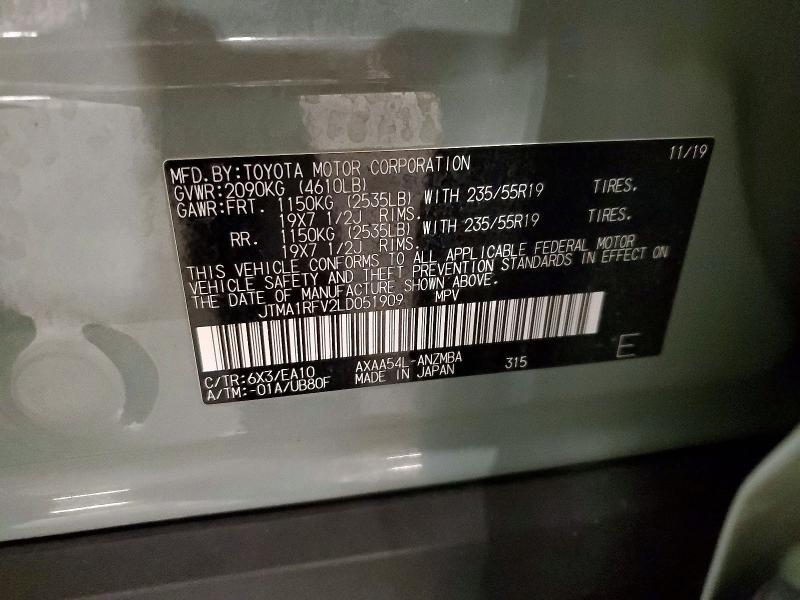 11/19
MFD.BY:TOYOTA MOTOR CORPORATION
GVWR:2090KG (4610LB)
GAWR:FRT. 1150KG (2535LB) WITH 235/55R19 TIRES.
19X7 1/2J RIMS.
RR. 1150KG (2535LB) WITH 235/55R19 TIRES.
19X7 1/2J RIMS.
THIS VEHICLE CONFORMS TO ALL APPLICABLE FEDERAL MOTOR
VEHICLE SAFETY AND THEFT PREVENTION STANDARDS IN EFFECT ON
THE DATE OF MANUFACTURE SHOWN ABOVE.
JTMA1RFV2LD051909 MPV
C/TR:6X3/EA10 AXAA54L-ANZMBA 315 E
A/TM:-01A/UB80F MADE IN JAPAN